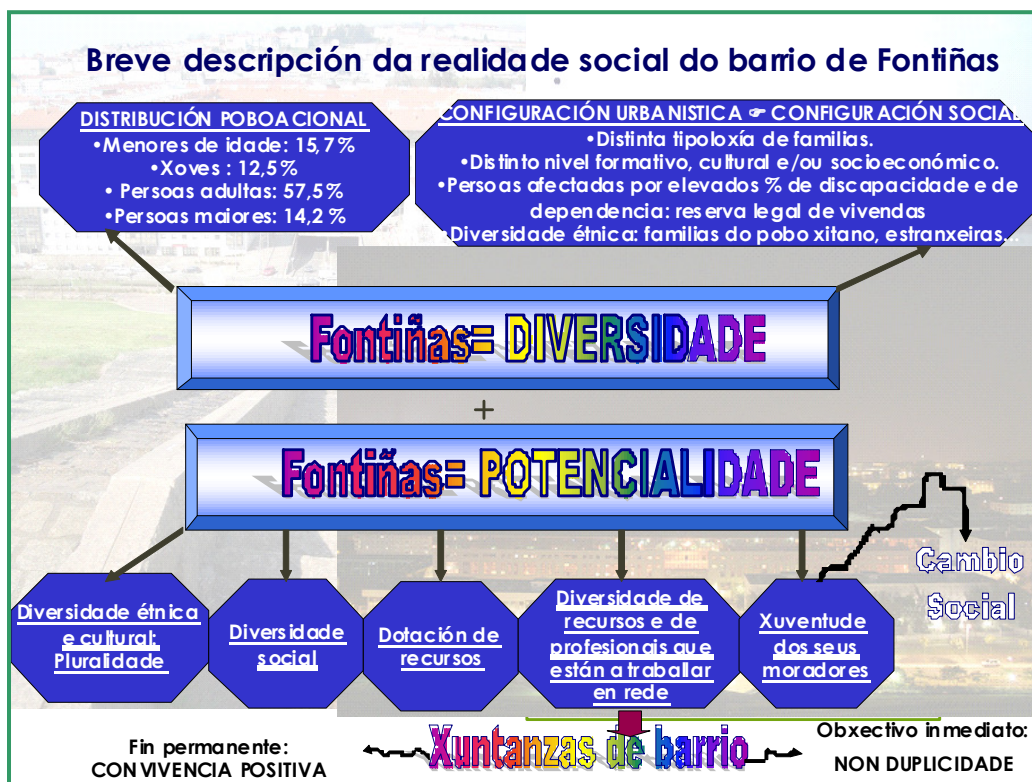 Breve descripción da realidade social do barrio de Fontiñas
DISTRIBUCIÓN POBOACIONAL
•Menores de idade: 15,7%
•Xoves : 12,5%
• Persoas adultas: 57,5%
•Persoas maiores: 14,2 %
CONFIGURACIÓN URBANISTICA ☞ CONFIGURACIÓN SOCIAL
•Distinta tipoloxía de familias.
•Distinto nivel formativo, cultural e/ou socioeconómico.
•Persoas afectadas por elevados % de discapacidade e de
dependencia: reserva legal de vivendas
•Diversidade étnica: familias do pobo xitano, estranxeiras...
Fontiñas= DIVERSIDADE
+
Fontiñas= POTENCIALIDADE
Cambio
Social
Diversidade étnica
e cultural:
Pluralidade
Diversidade
social
Dotación de
recursos
Diversidade de
recursos e de
profesionais que
están a traballar
en rede
Xuventude
dos seus
moradores
Fin permanente:
CONVIVENCIA POSITIVA
Xuntanzas de barrio
Obxectivo inmediato:
NON DUPLICIDADE